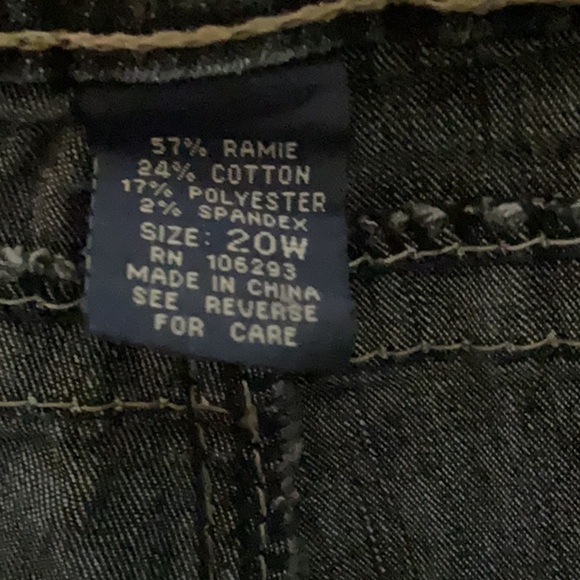 57% RAMIE
24% COTTON
17% POLYESTER
2% SPANDEX
SIZE: 20W
RN 106293
MADE IN CHINA
SEE REVERSE
FOR CARE